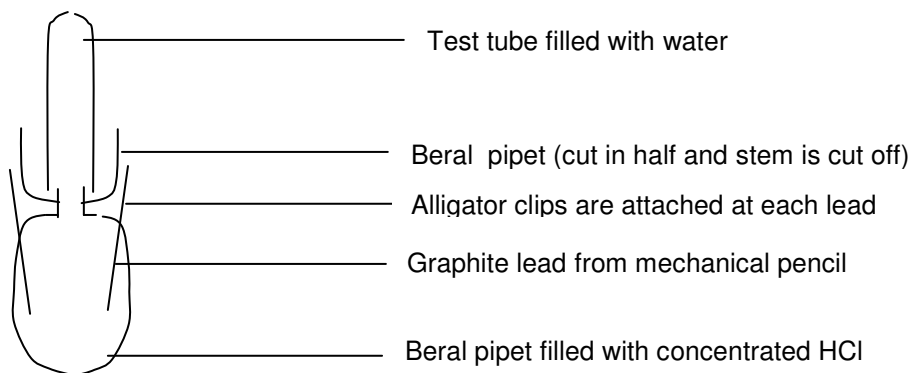 Test tube filled with water
Beral pipet (cut in half and stem is cut off)
Alligator clips are attached at each lead
Graphite lead from mechanical pencil
Beral pipet filled with concentrated HCl